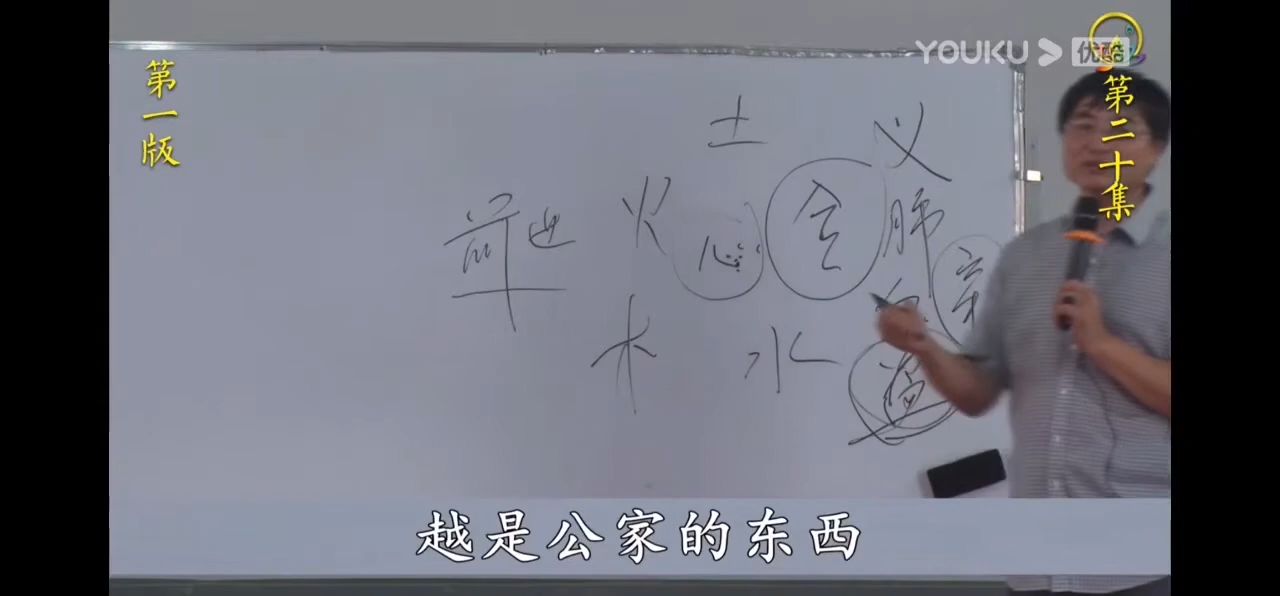 YOUKU 优酷
第一版
第二十集
土 义
火 心 金 肺
木 水
越是公家的东西